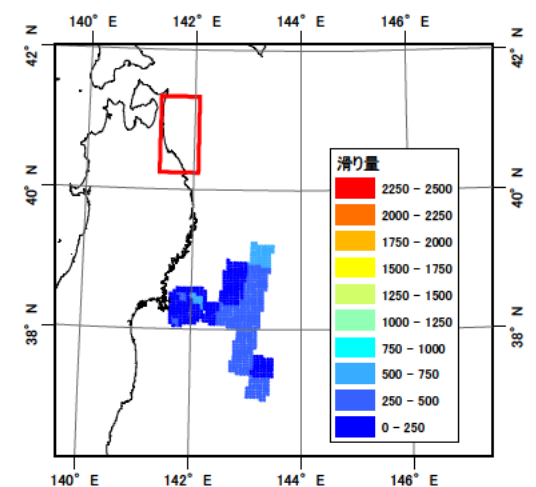 140° E 142° E 144° E 146° E
42° N
42° N
40° N
40° N
38° N
38° N
滑り量
2250 - 2500
2000 - 2250
1750 - 2000
1500 - 1750
1250 - 1500
1000 - 1250
750 - 1000
500 - 750
250 - 500
0 - 250
140° E 142° E 144° E 146° E